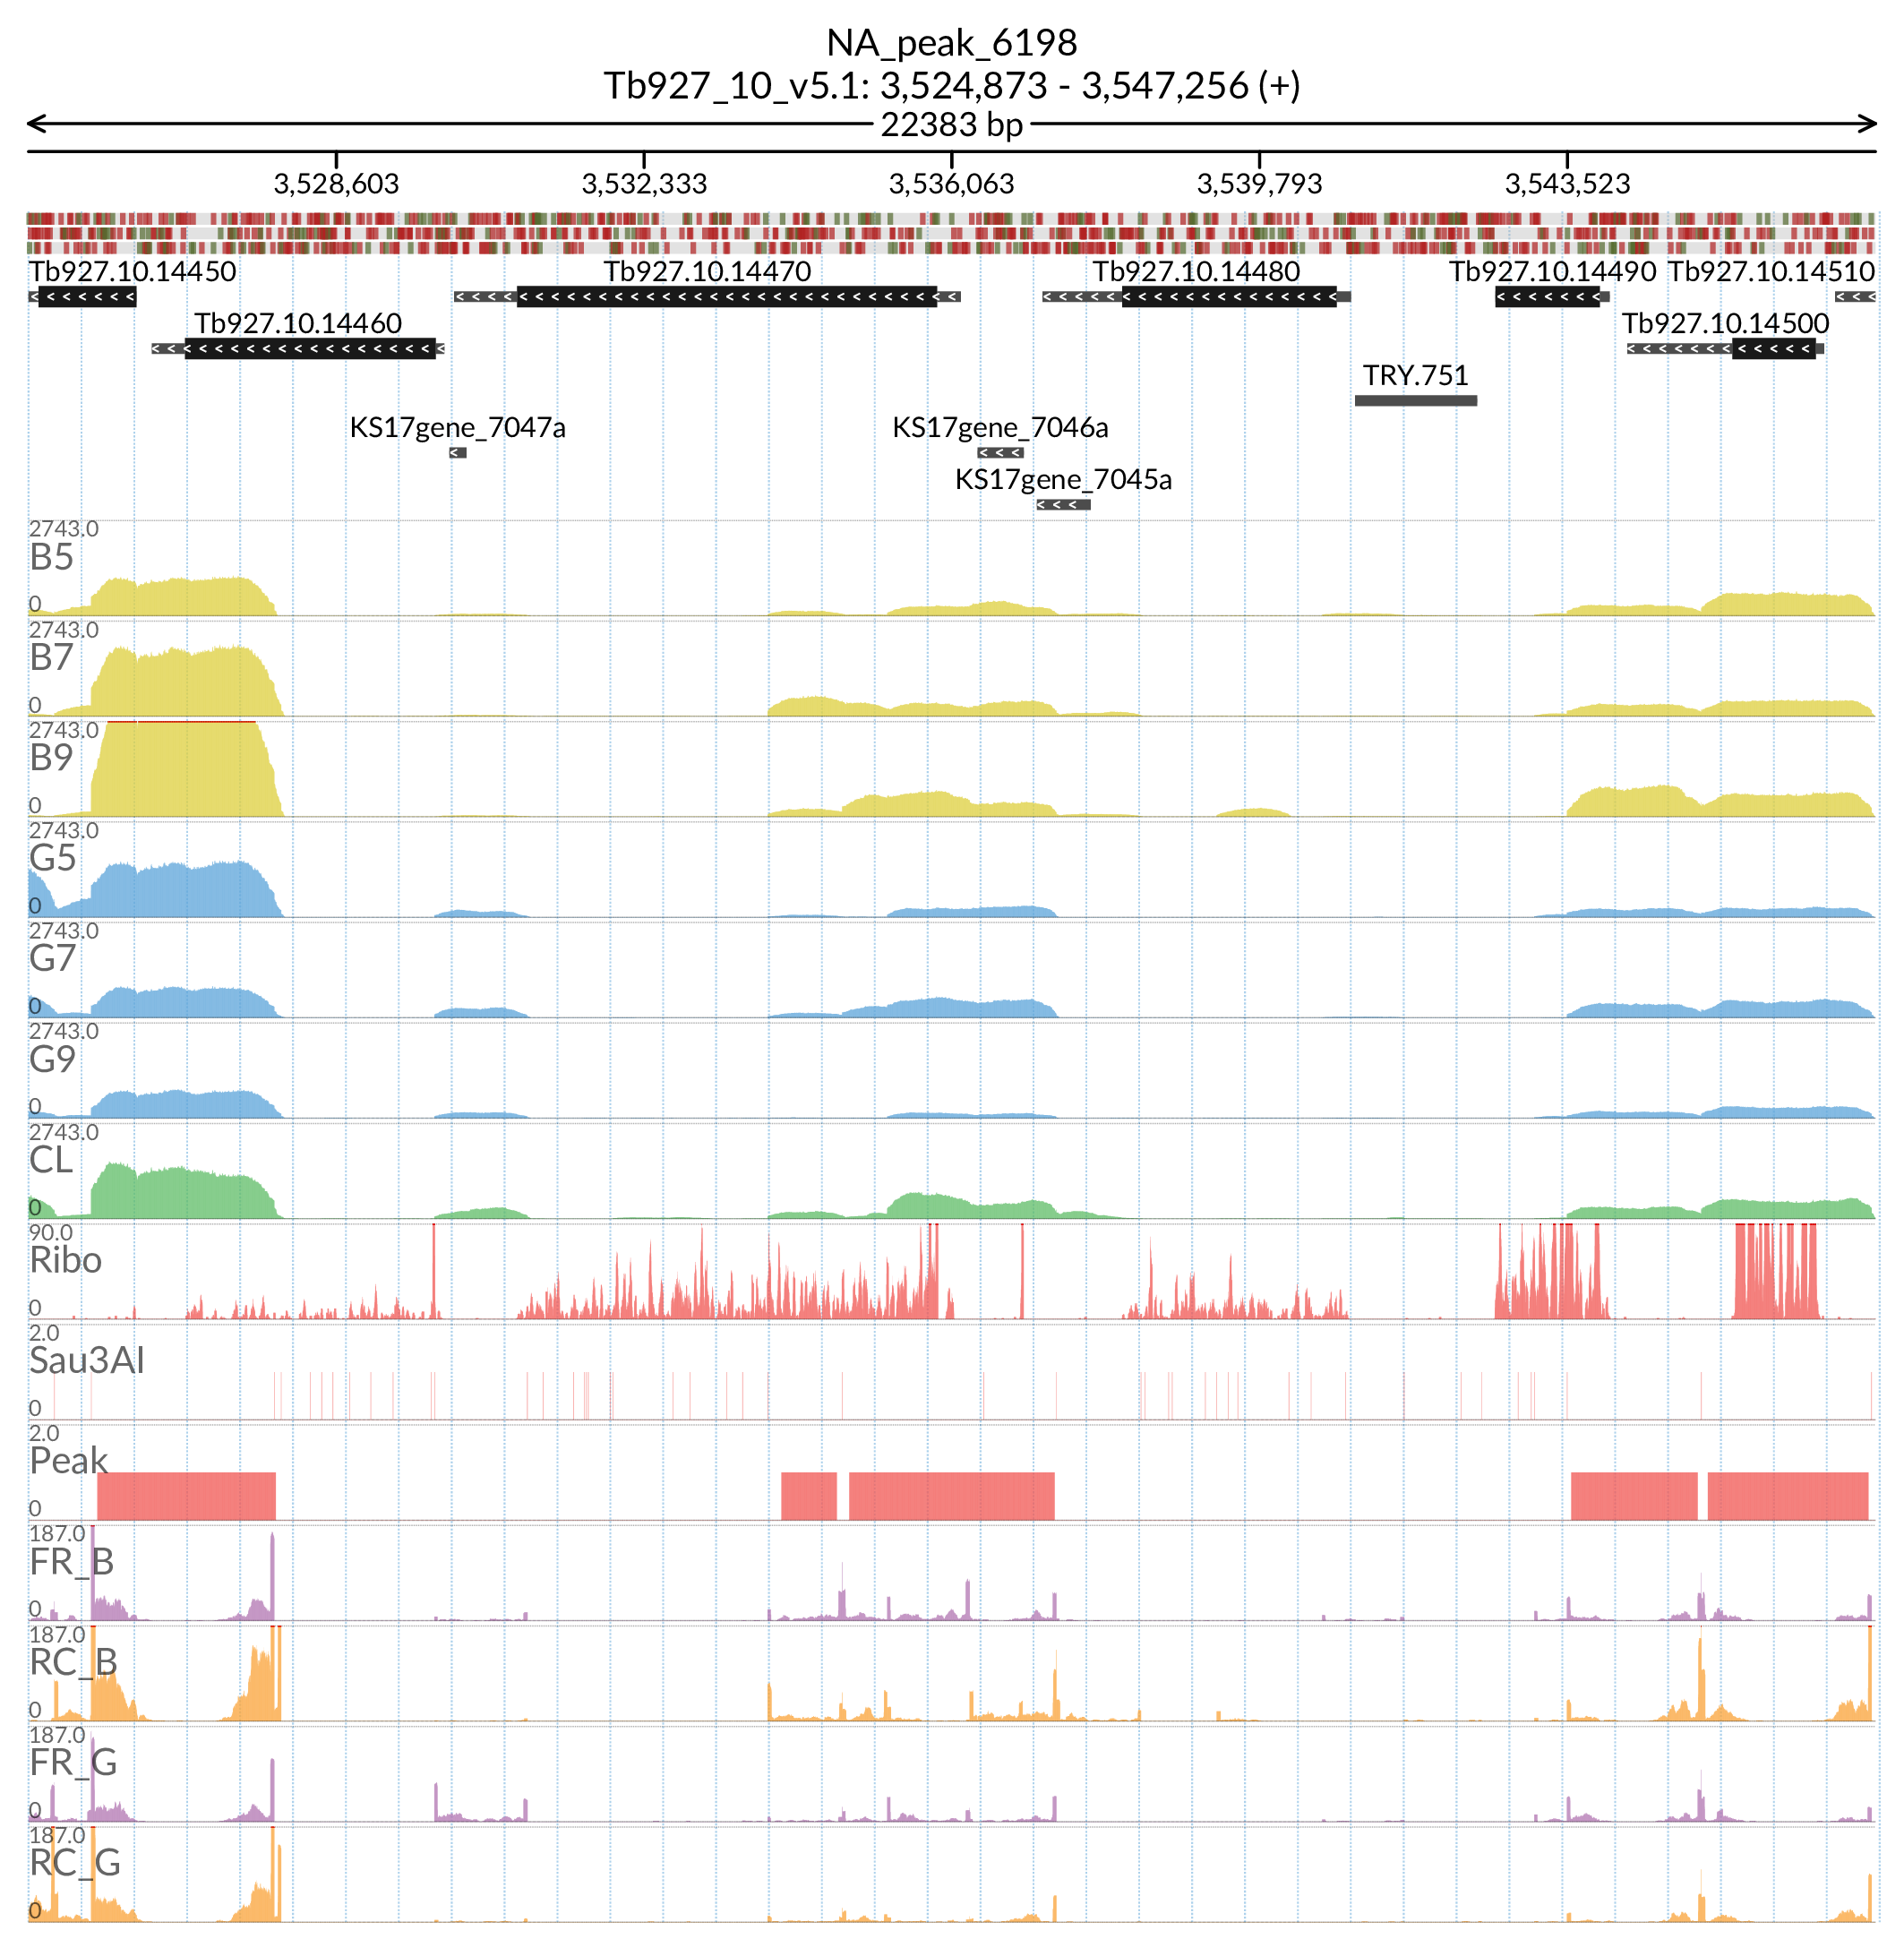 NA_peak_6198
Tb927_10_v5.1: 3,524,873 - 3,547,256 (+)
22383 bp
3,528,603 3,532,333 3,536,063 3,539,793 3,543,523
Tb927.10.14450 Tb927.10.14470 Tb927.10.14480 Tb927.10.14490 Tb927.10.14510
Tb927.10.14460 Tb927.10.14500
TRY.751
KS17gene_7047a KS17gene_7046a
KS17gene_7045a
2743.0
B5
0
2743.0
B7
0
2743.0
B9
0
2743.0
G5
0
2743.0
G7
0
2743.0
G9
0
2743.0
CL
0
90.0
Ribo
0
2.0
Sau3AI
0
2.0
Peak
0
187.0
FR_B
0
187.0
RC_B
0
187.0
FR_G
0
187.0
RC_G
0